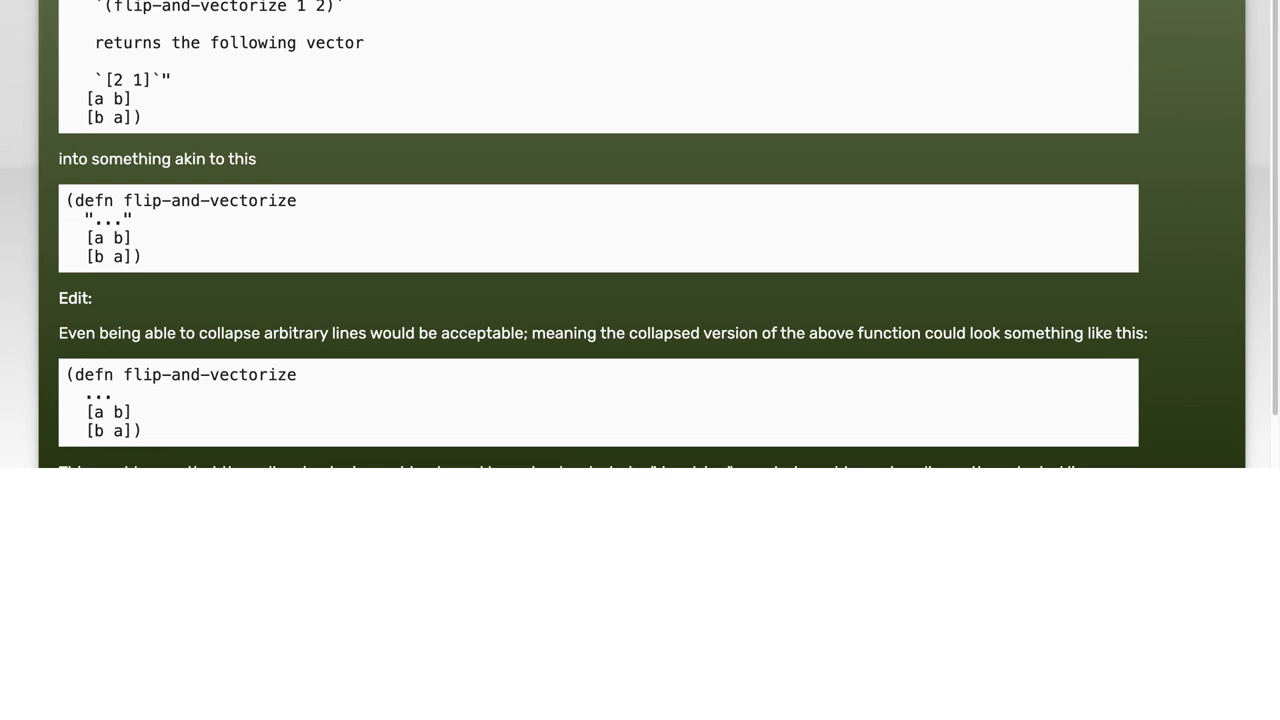 `(flip-and-vectorize 1 2)`
returns the following vector
`[2 1]`"
[a b]
[b a])
into something akin to this
(defn flip-and-vectorize
"..."
[a b]
[b a])
Edit:
Even being able to collapse arbitrary lines would be acceptable; meaning the collapsed version of the above function could look something like this:
(defn flip-and-vectorize
...
[a b]
[b a])